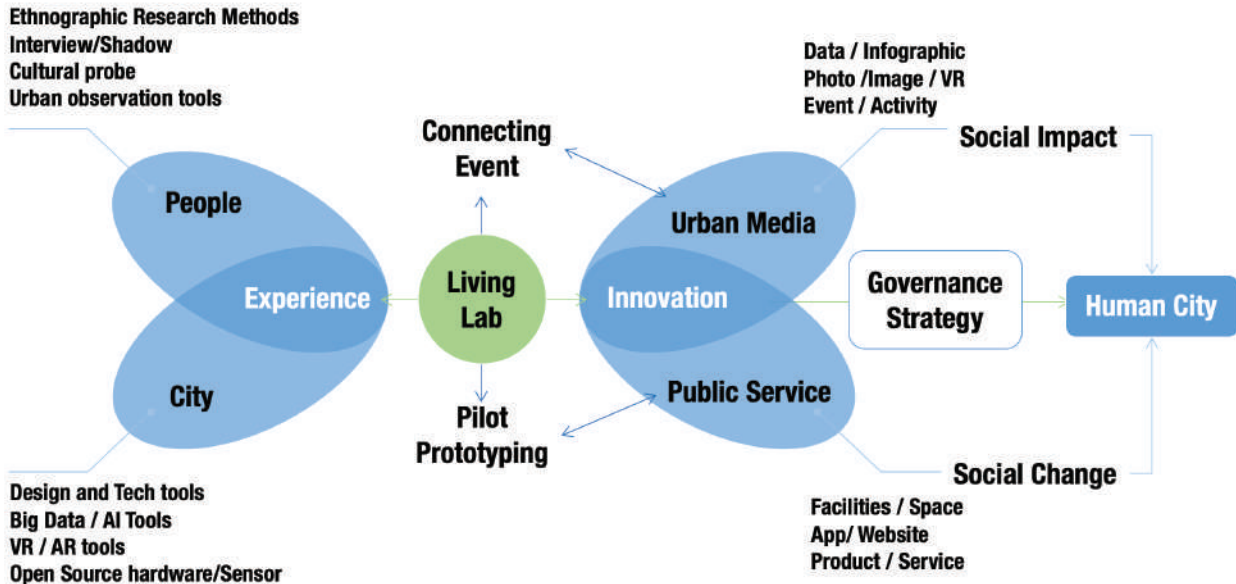 Ethnographic Research Methods
Interview/Shadow
Cultural probe
Urban observation tools
Data / Infographic
Photo /Image / VR
Event / Activity
Connecting
Event
Social Impact
People
Urban Media
Experience
Living
Lab
Innovation
Governance
Strategy
Human City
City
Public Service
Pilot
Prototyping
Social Change
Design and Tech tools
Big Data / AI Tools
VR / AR tools
Open Source hardware/Sensor
Facilities / Space
App/ Website
Product / Service